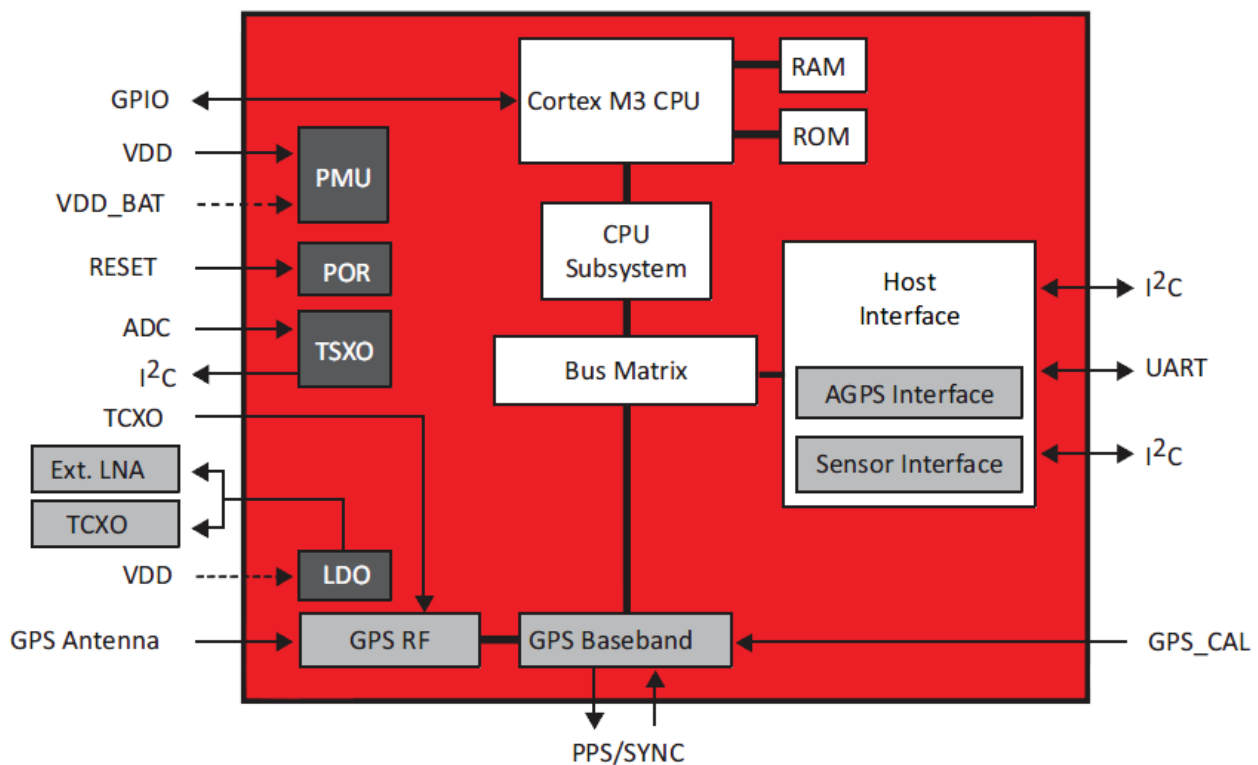 GPIO
VDD
VDD_BAT
RESET
ADC
I²C
TCXO
Ext. LNA
TCXO
VDD
GPS Antenna
PMU
POR
TSXO
LDO
GPS RF
Cortex M3 CPU
RAM
ROM
CPU
Subsystem
Bus Matrix
GPS Baseband
PPS/SYNC
Host
Interface
AGPS Interface
Sensor Interface
I²C
UART
I²C
GPS_CAL